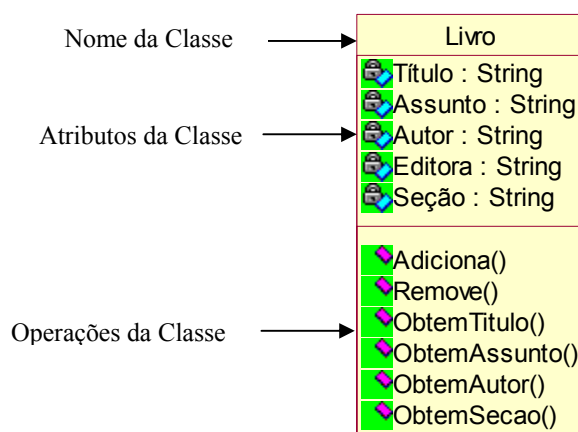 Nome da Classe
Livro
Título : String
Assunto : String
Atributos da Classe
Autor : String
Editora : String
Seção : String
Adiciona()
Remove()
Operações da Classe
ObtemTitulo()
ObtemAssunto()
ObtemAutor()
ObtemSecao()